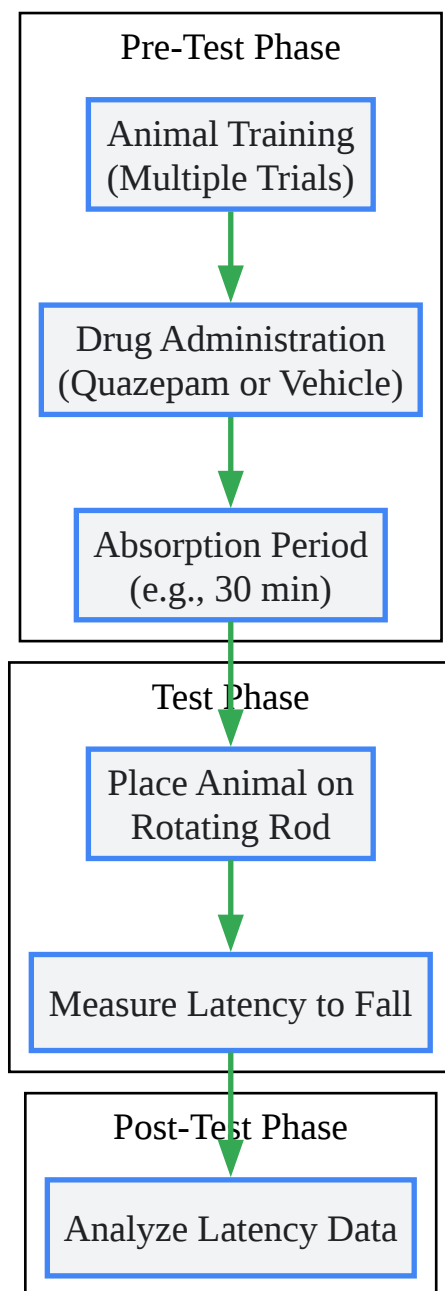 Pre-Test Phase
Animal Training
(Multiple Trials)
Drug Administration
(Quazepam or Vehicle)
Absorption Period
(e.g., 30 min)
Test Phase
Place Animal on
Rotating Rod
Measure Latency to Fall
Post-Test Phase
Analyze Latency Data